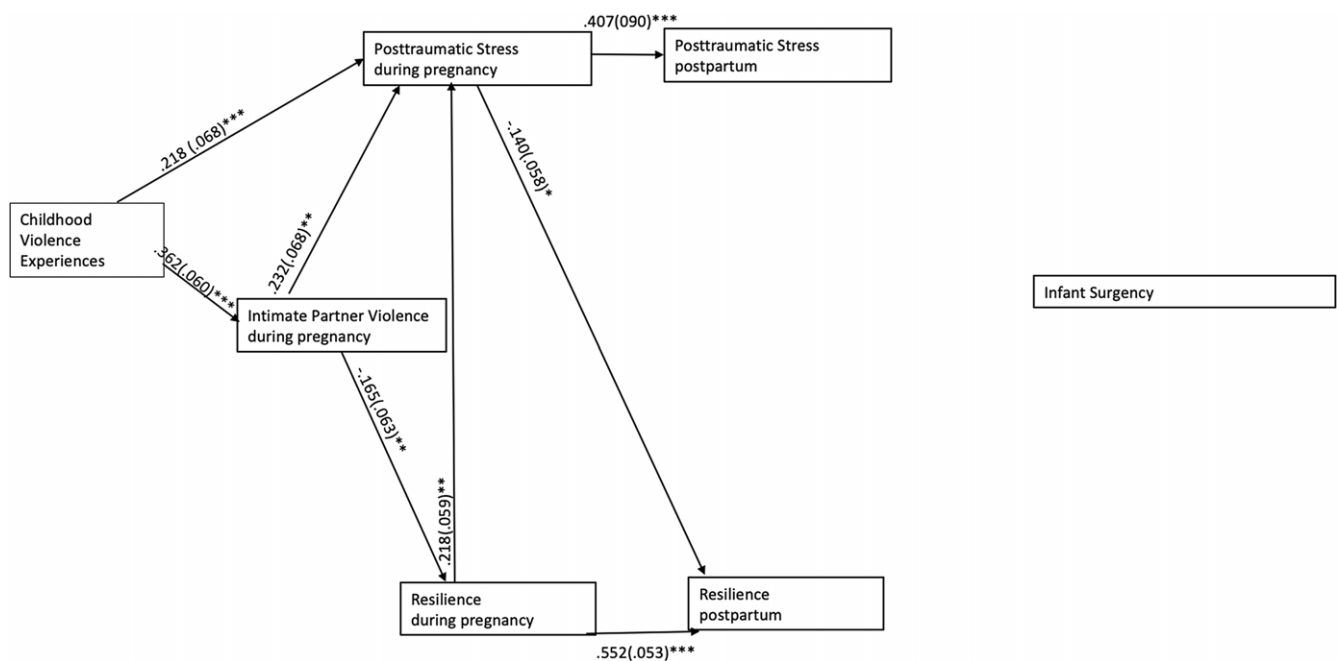 .407(090)***
Posttraumatic Stress
during pregnancy
Posttraumatic Stress
postpartum
.218 (.068)***
-.140(.058)*
Childhood
Violence
Experiences
.362(.060)***
.232(.068)**
Infant Surgency
Intimate Partner Violence
during pregnancy
-.165(.063)**
.218(.059)**
Resilience
during pregnancy
Resilience
postpartum
.552(.053)***